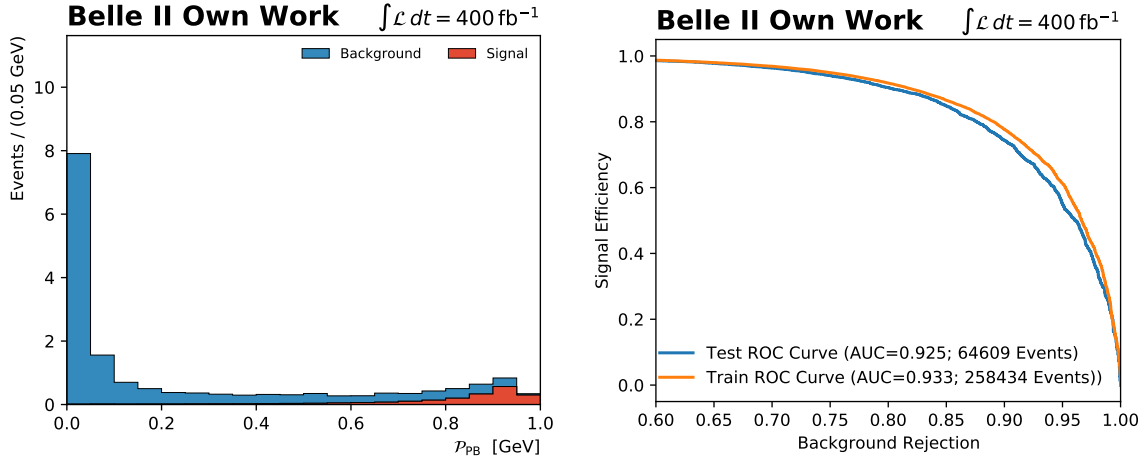 Belle II Own Work ∫ℒ dt = 400 fb⁻¹
Background Signal
Events / (0.05 GeV)
10
8
6
4
2
0
0.0 0.2 0.4 0.6 0.8 1.0
𝒫PB [GeV]
Belle II Own Work ∫ℒ dt = 400 fb⁻¹
Signal Efficiency
1.0
0.8
0.6
0.4
0.2
0.0
Test ROC Curve (AUC=0.925; 64609 Events)
Train ROC Curve (AUC=0.933; 258434 Events))
0.60 0.65 0.70 0.75 0.80 0.85 0.90 0.95 1.00
Background Rejection